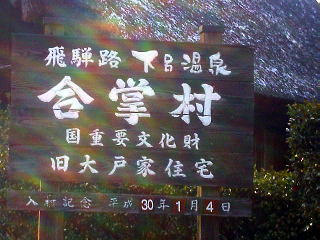 飛騨路 下呂温泉
合掌村
国重要文化財
旧大戸家住宅
入村記念 平成 30年 1月 4日